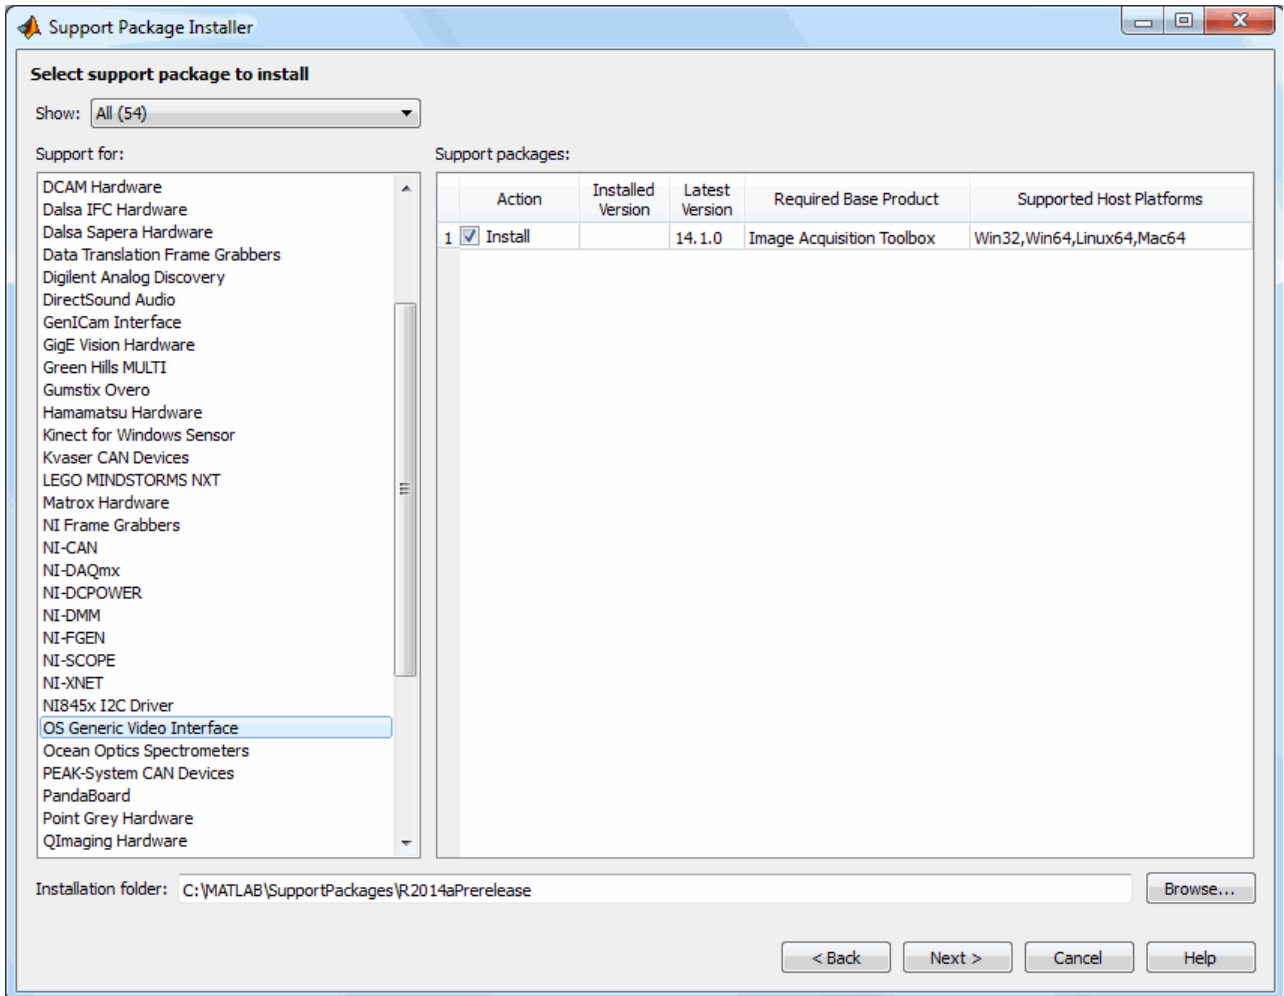 Support Package Installer
Select support package to install
Show: All (54)
Support for:
DCAM Hardware
Dalsa IFC Hardware
Dalsa Sapera Hardware
Data Translation Frame Grabbers
Digilent Analog Discovery
DirectSound Audio
GenICam Interface
GigE Vision Hardware
Green Hills MULTI
Gumstix Overo
Hamamatsu Hardware
Kinect for Windows Sensor
Kvaser CAN Devices
LEGO MINDSTORMS NXT
Matrox Hardware
NI Frame Grabbers
NI-CAN
NI-DAQmx
NI-DCPOWER
NI-DMM
NI-FGEN
NI-SCOPE
NI-XNET
NI845x I2C Driver
OS Generic Video Interface
Ocean Optics Spectrometers
PEAK-System CAN Devices
PandaBoard
Point Grey Hardware
QImaging Hardware
Support packages:
Action Installed Version Latest Version Required Base Product Supported Host Platforms
1 Install 14.1.0 Image Acquisition Toolbox Win32,Win64,Linux64,Mac64
Installation folder: C:\MATLAB\SupportPackages\R2014aPrerelease Browse...
< Back Next > Cancel Help